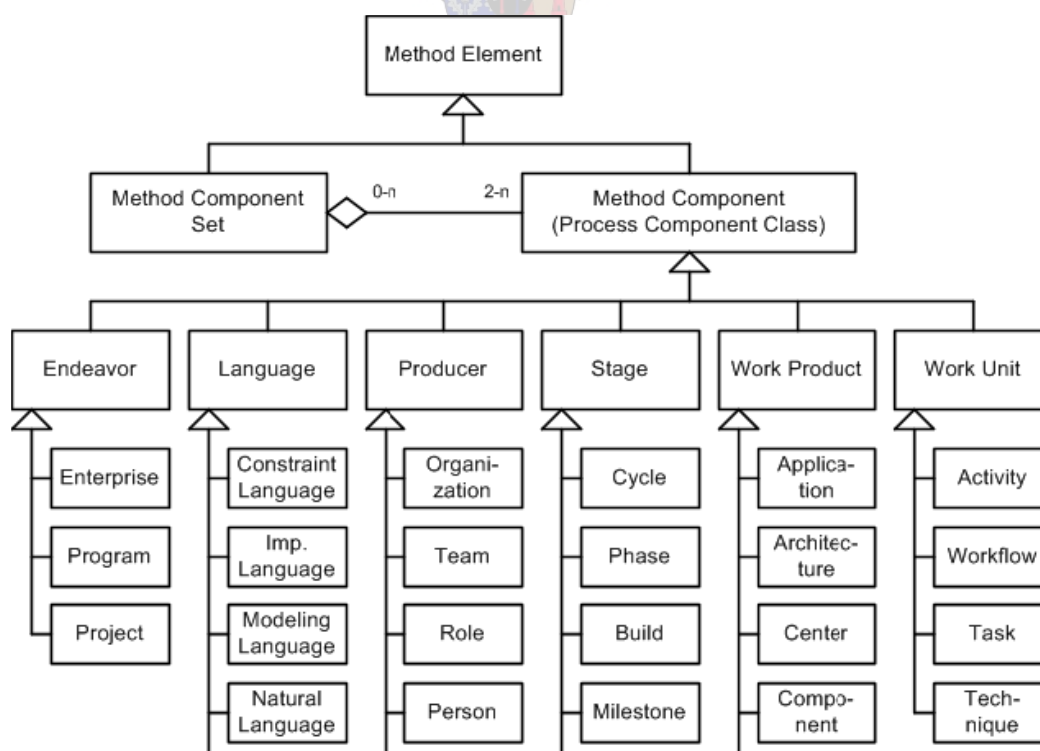 Method Element
Method Component
Set
0-n
2-n
Method Component
(Process Component Class)
Endeavor
Language
Producer
Stage
Work Product
Work Unit
Enterprise
Constraint
Language
Organi-
zation
Cycle
Applica-
tion
Activity
Program
Imp.
Language
Team
Phase
Architec-
ture
Workflow
Project
Modeling
Language
Role
Build
Center
Task
Natural
Language
Person
Milestone
Compo-
nent
Tech-
nique